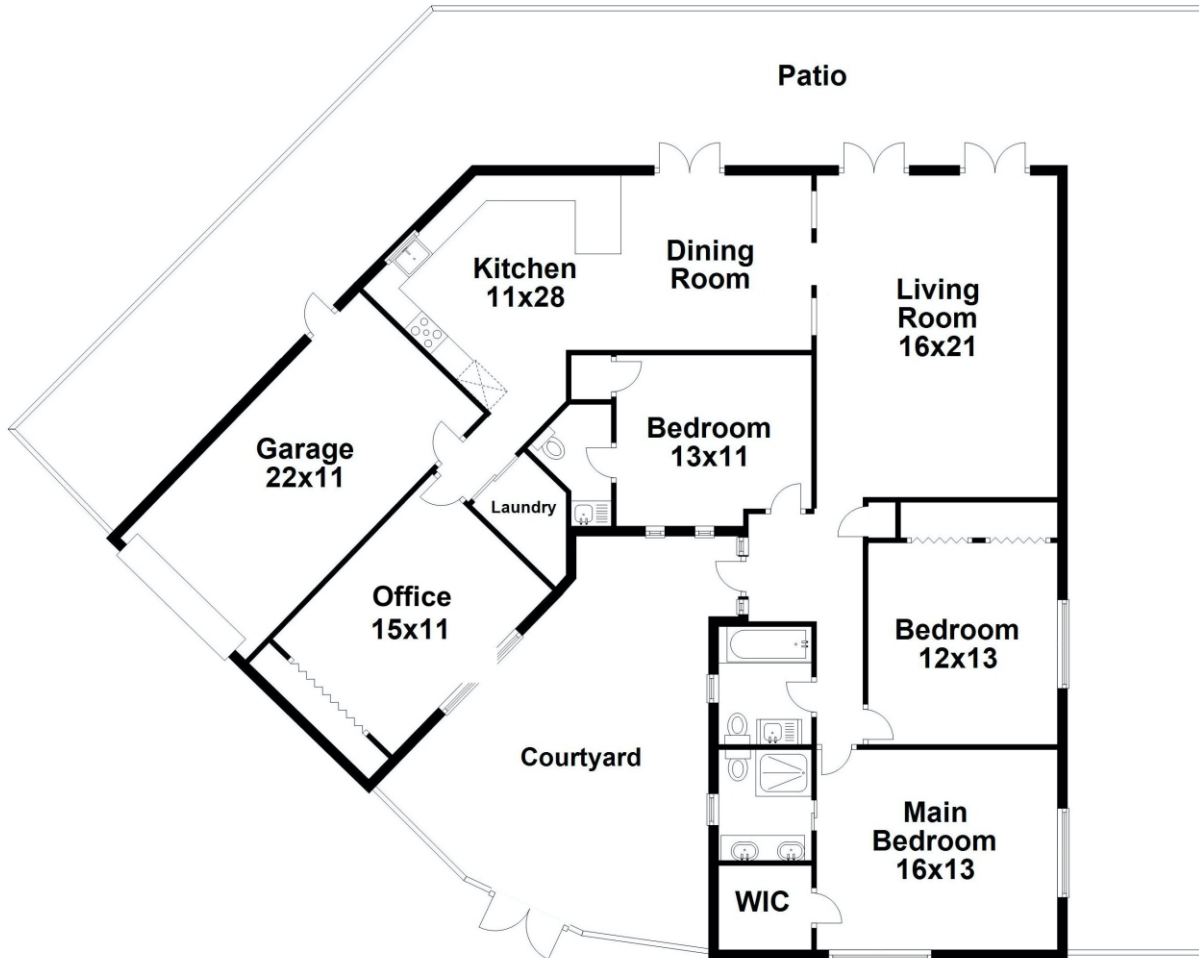 Patio
Kitchen
11x28
Dining
Room
Living
Room
16x21
Garage
22x11
Bedroom
13x11
Laundry
Office
15x11
Bedroom
12x13
Courtyard
Main
Bedroom
16x13
WIC